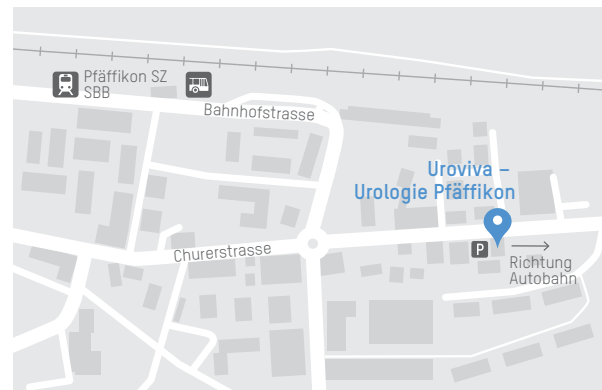 Pfäffikon SZ
SBB
Bahnhofstrasse
Uroviva –
Urologie Pfäffikon
Churerstrasse
P
Richtung
Autobahn